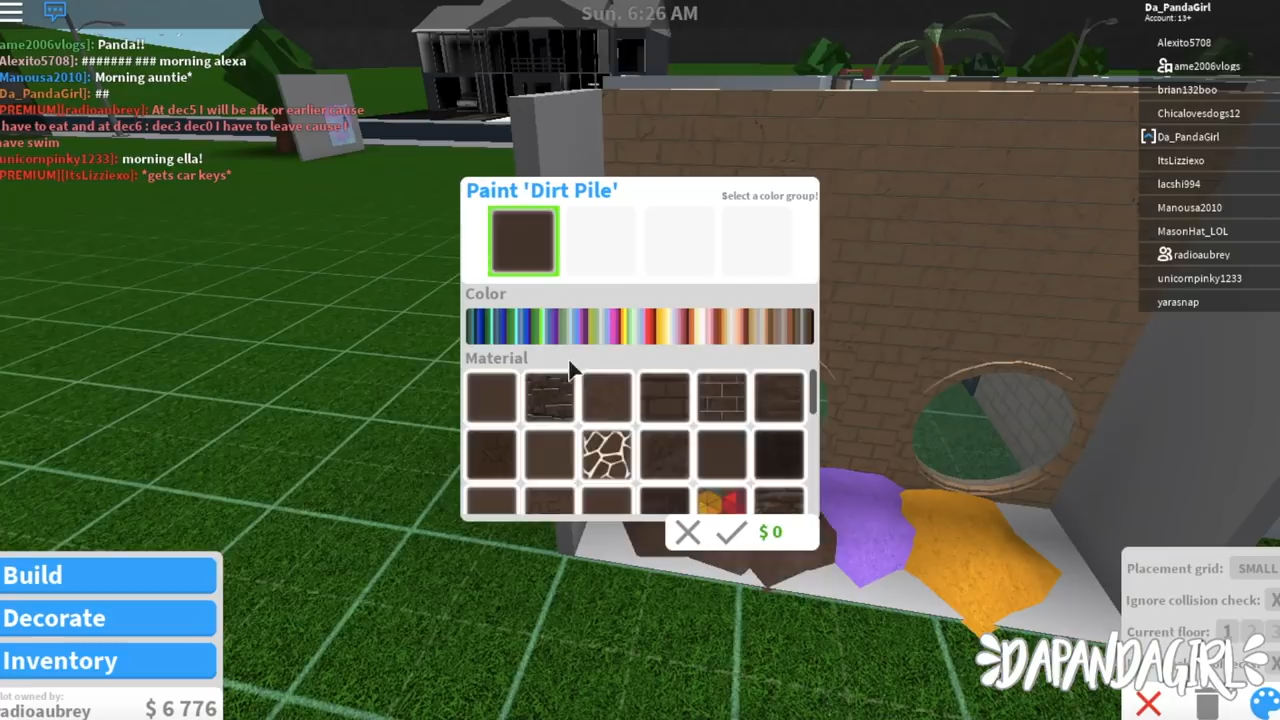 Sun. 6:26 AM
ame2006vlogs]: Panda!!
Alexito5708]: ####### ### morning alexa
Manousa2010]: Morning auntie*
Da_PandaGirl]: ##
PREMIUM][radioaubrey]: At dec5 I will be afk or earlier cause
have to eat and at dec6 : dec3 dec0 I have to leave cause I
ave swim
unicornpinky1233]: morning ella!
PREMIUM][ItsLizziexo]: *gets car keys*
Da_PandaGirl
Account: 13+
Alexito5708
ame2006vlogs
brian132boo
Chicalovesdogs12
Da_PandaGirl
ItsLizziexo
lacshi994
Manousa2010
MasonHat_LOL
radioaubrey
unicornpinky1233
yarasnap
Paint 'Dirt Pile'
Select a color group!
Color
Material
$ 0
Build
Decorate
Inventory
lot owned by:
radioaubrey
$ 6 776
Placement grid: SMALL
Ignore collision check: X
Current floor: 1 2
DAPANDAGIRL